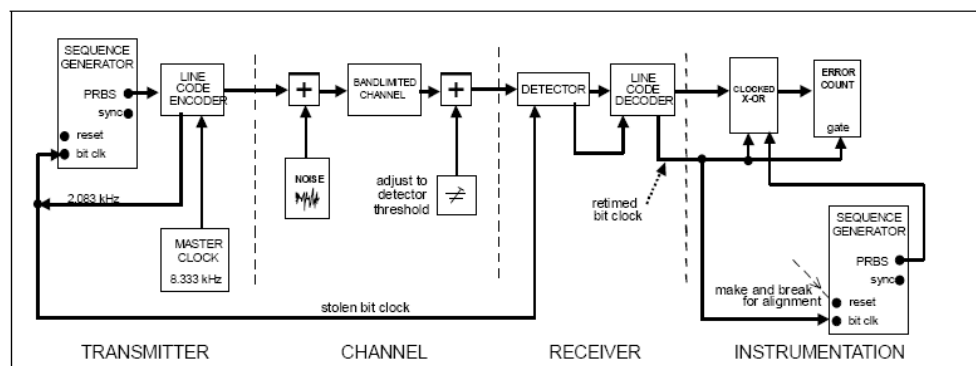 SEQUENCE
GENERATOR
PRBS
sync
reset
bit clk
LINE
CODE
ENCODER
2.083 kHz
MASTER
CLOCK
8.333 kHz
+
NOISE
BANDLIMITED
CHANNEL
+
adjust to
detector
threshold
DETECTOR
LINE
CODE
DECODER
retimed
bit clock
stolen bit clock
CLOCKED
X-OR
ERROR
COUNT
gate
SEQUENCE
GENERATOR
PRBS
sync
reset
bit clk
make and break
for alignment
TRANSMITTER
CHANNEL
RECEIVER
INSTRUMENTATION